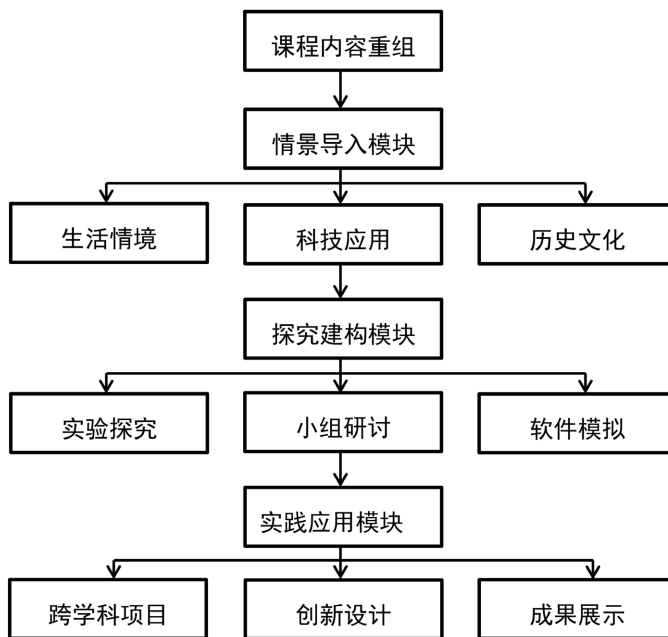 课程内容重组
情景导入模块
生活情境
科技应用
历史文化
探究建构模块
实验探究
小组研讨
软件模拟
实践应用模块
跨学科项目
创新设计
成果展示